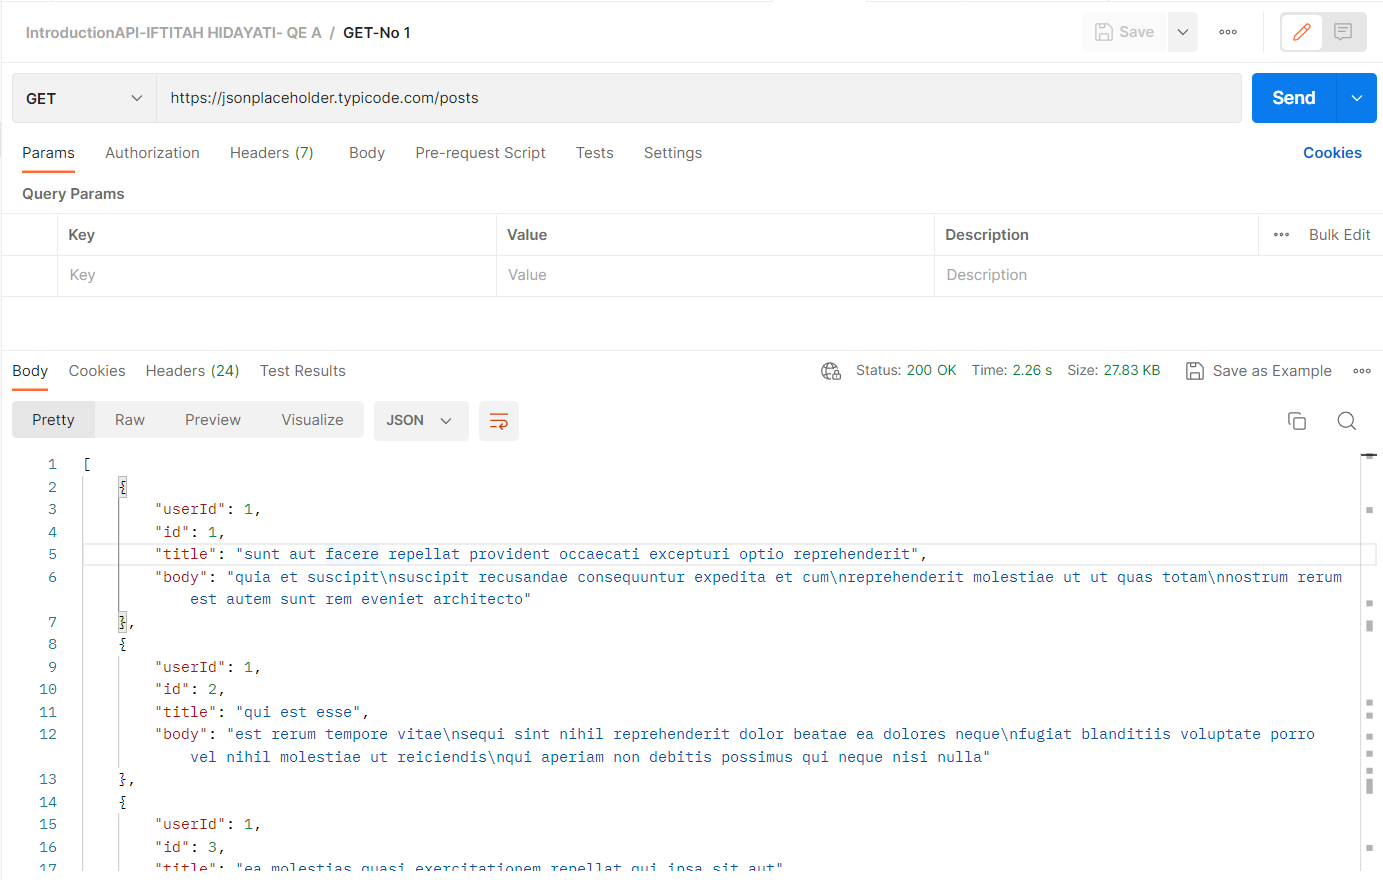 IntroductionAPI-IFTITAH HIDAYATI- QE A / GET-No 1
Save
GET
https://jsonplaceholder.typicode.com/posts
Send
Params Authorization Headers (7) Body Pre-request Script Tests Settings Cookies
Query Params
Key Value Description Bulk Edit
Key Value Description
Body Cookies Headers (24) Test Results Status: 200 OK Time: 2.26 s Size: 27.83 KB Save as Example
Pretty Raw Preview Visualize JSON
1 [
2 {
3 "userId": 1,
4 "id": 1,
5 "title": "sunt aut facere repellat provident occaecati excepturi optio reprehenderit",
6 "body": "quia et suscipit\nsuscipit recusandae consequuntur expedita et cum\nreprehenderit molestiae ut ut quas totam\nnostrum rerum
est autem sunt rem eveniet architecto"
7 },
8 {
9 "userId": 1,
10 "id": 2,
11 "title": "qui est esse",
12 "body": "est rerum tempore vitae\nsequi sint nihil reprehenderit dolor beatae ea dolores neque\nfugiat blanditiis voluptate porro
vel nihil molestiae ut reiciendis\nqui aperiam non debitis possimus qui neque nisi nulla"
13 },
14 {
15 "userId": 1,
16 "id": 3,
17 "title": "ea molestias quasi exercitationem repellat qui ipsa sit aut"